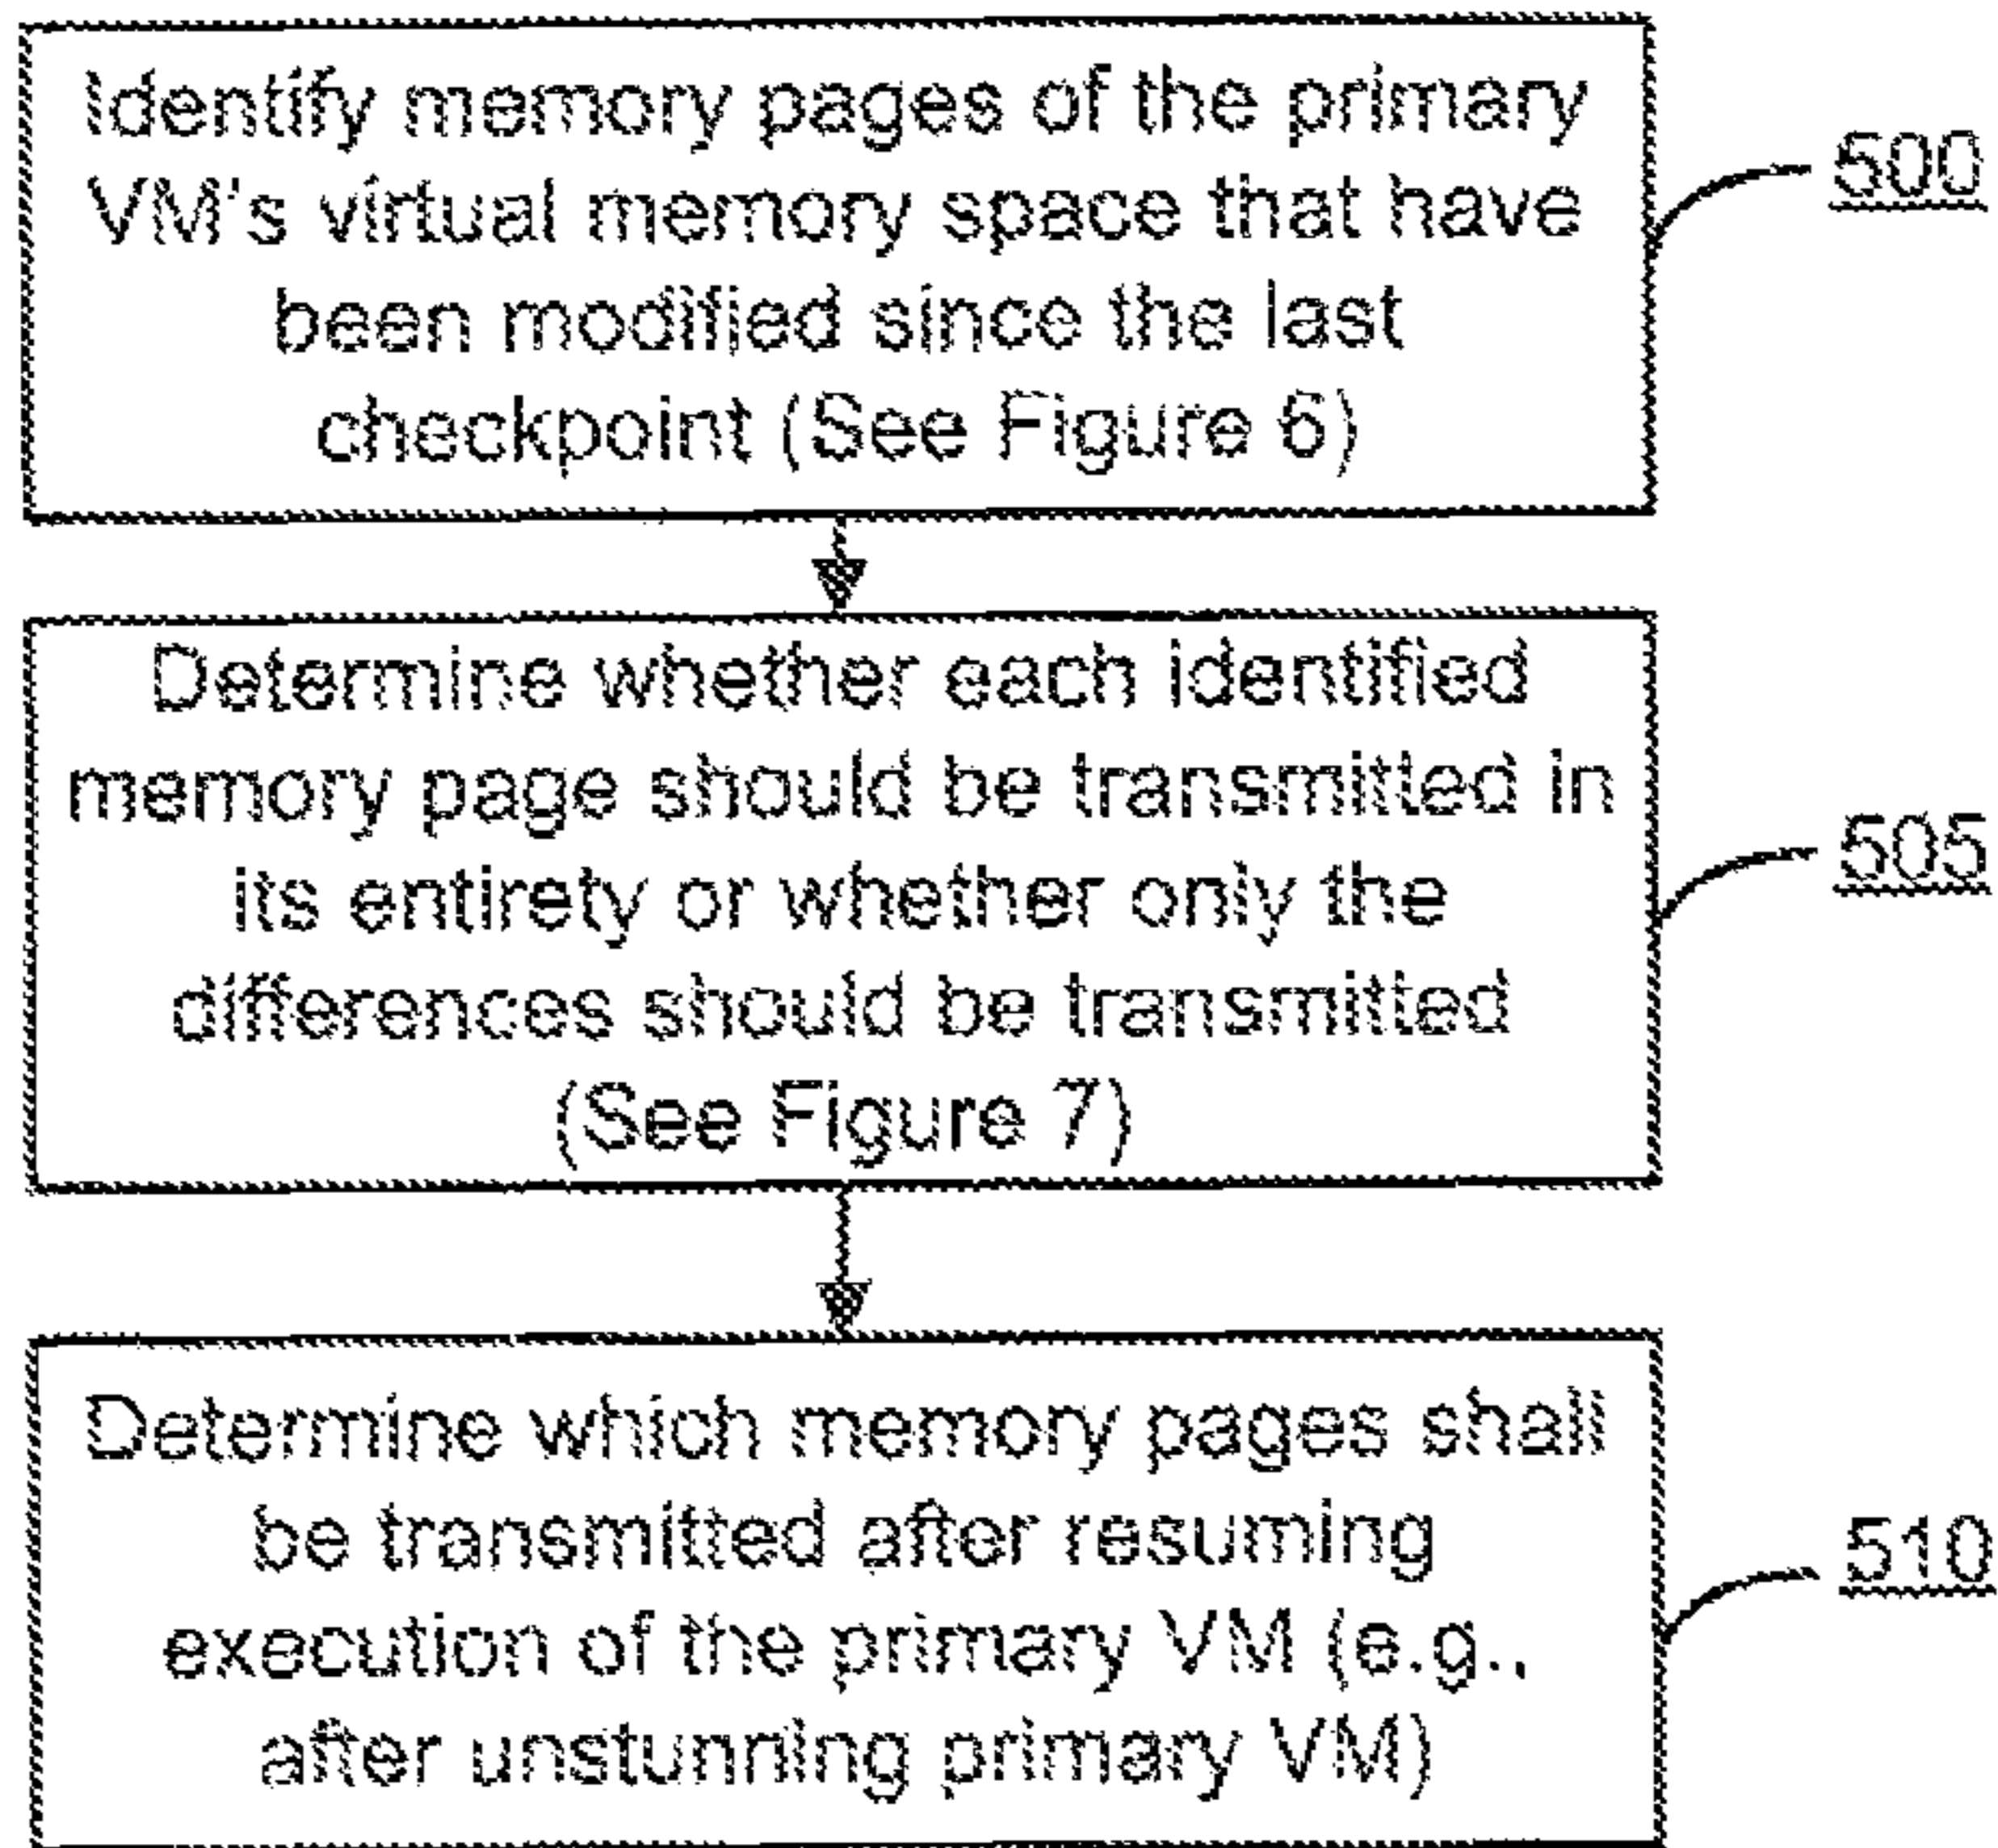 Identify memory pages of the primary
VM's virtual memory space that have
been modified since the last
checkpoint (See Figure 6)
500
Determine whether each identified
memory page should be transmitted in
its entirety or whether only the
differences should be transmitted
(See Figure 7)
505
Determine which memory pages shall
be transmitted after resuming
execution of the primary VM (e.g.,
after unstunning primary VM)
510